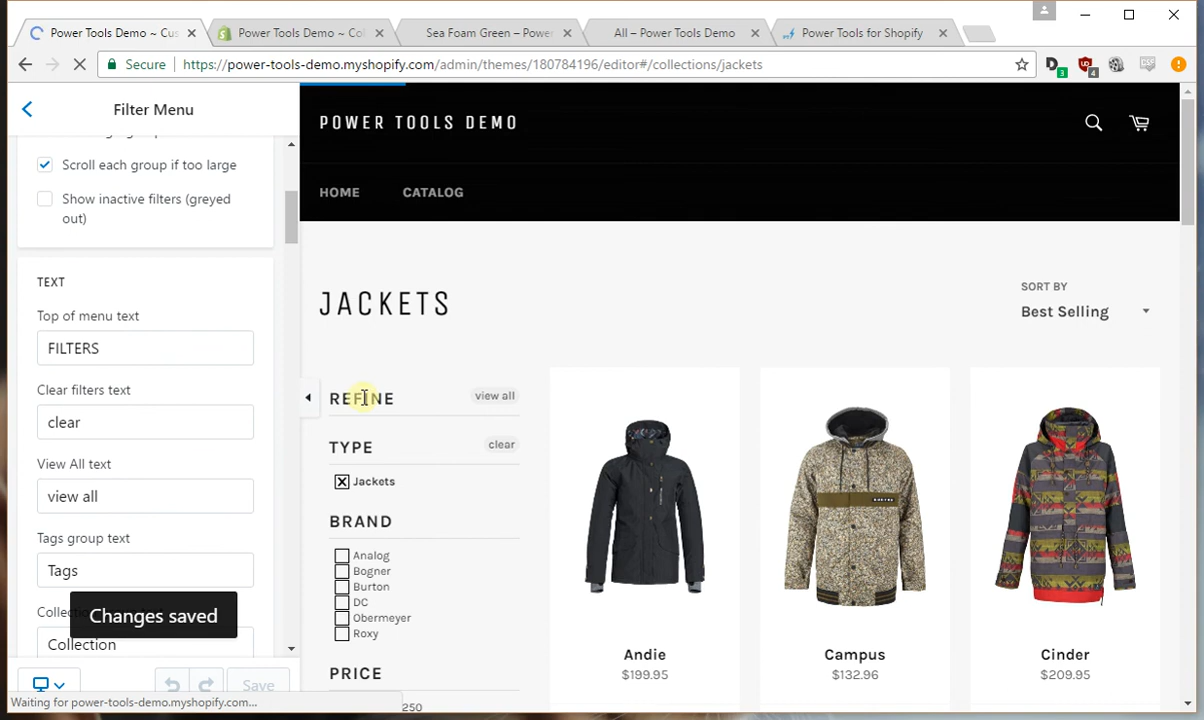 Power Tools Demo ~ Cus
Power Tools Demo ~ Col
Sea Foam Green – Power
All – Power Tools Demo
Power Tools for Shopify
Secure
https://power-tools-demo.myshopify.com/admin/themes/180784196/editor#/collections/jackets
3
4
Filter Menu
Scroll each group if too large
Show inactive filters (greyed
out)
TEXT
Top of menu text
FILTERS
Clear filters text
clear
View All text
view all
Tags group text
Tags
Collection
Changes saved
Collection
Save
Waiting for power-tools-demo.myshopify.com...
POWER TOOLS DEMO
HOME
CATALOG
JACKETS
SORT BY
Best Selling
REFINE
view all
TYPE
clear
Jackets
BRAND
Analog
Bogner
Burton
DC
Obermeyer
Roxy
PRICE
250
Andie
$199.95
Campus
$132.96
Cinder
$209.95